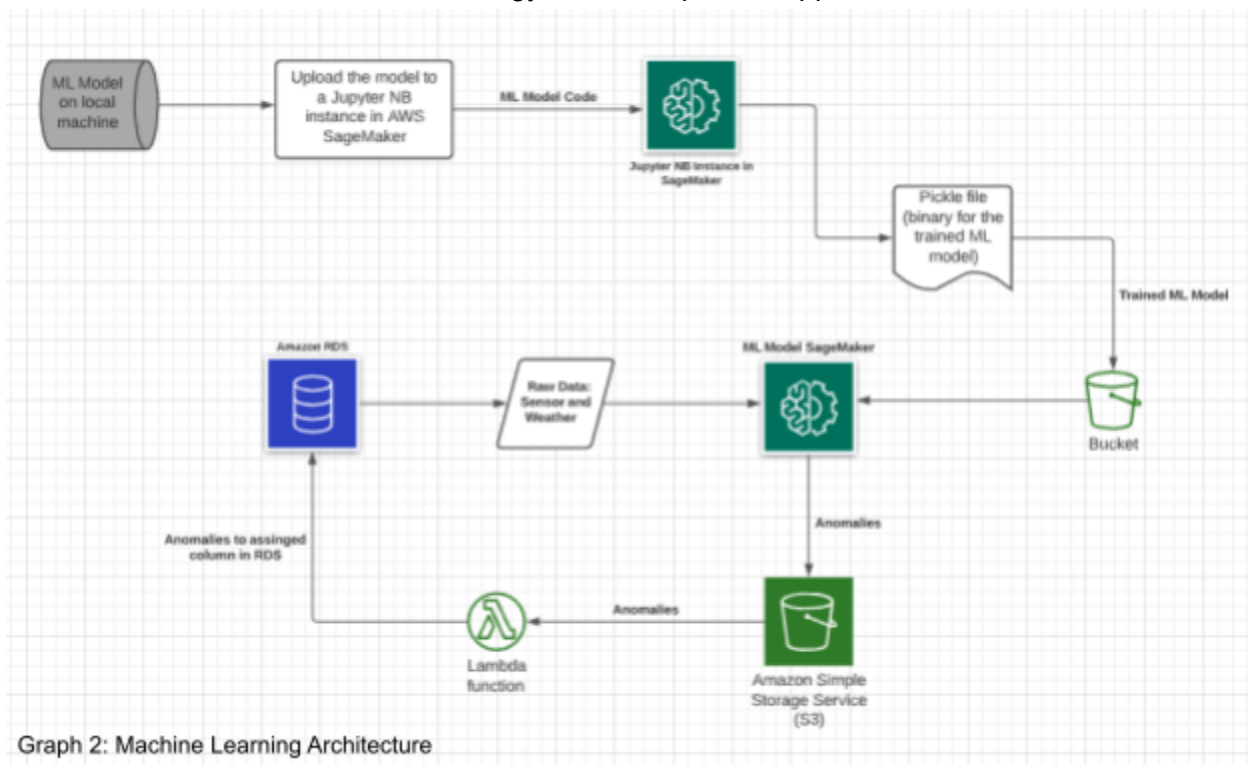 ML Model
on local
machine
Upload the model to
a Jupyter NB
instance in AWS
SageMaker
ML Model Code
Jupyter NB instance in
SageMaker
Pickle file
(binary for the
trained ML
model)
Trained ML Model
Amazon RDS
Raw Data:
Sensor and
Weather
ML Model SageMaker
Bucket
Anomalies
Anomalies to assinged
column in RDS
Anomalies
Lambda
function
Amazon Simple
Storage Service
(S3)
Graph 2: Machine Learning Architecture